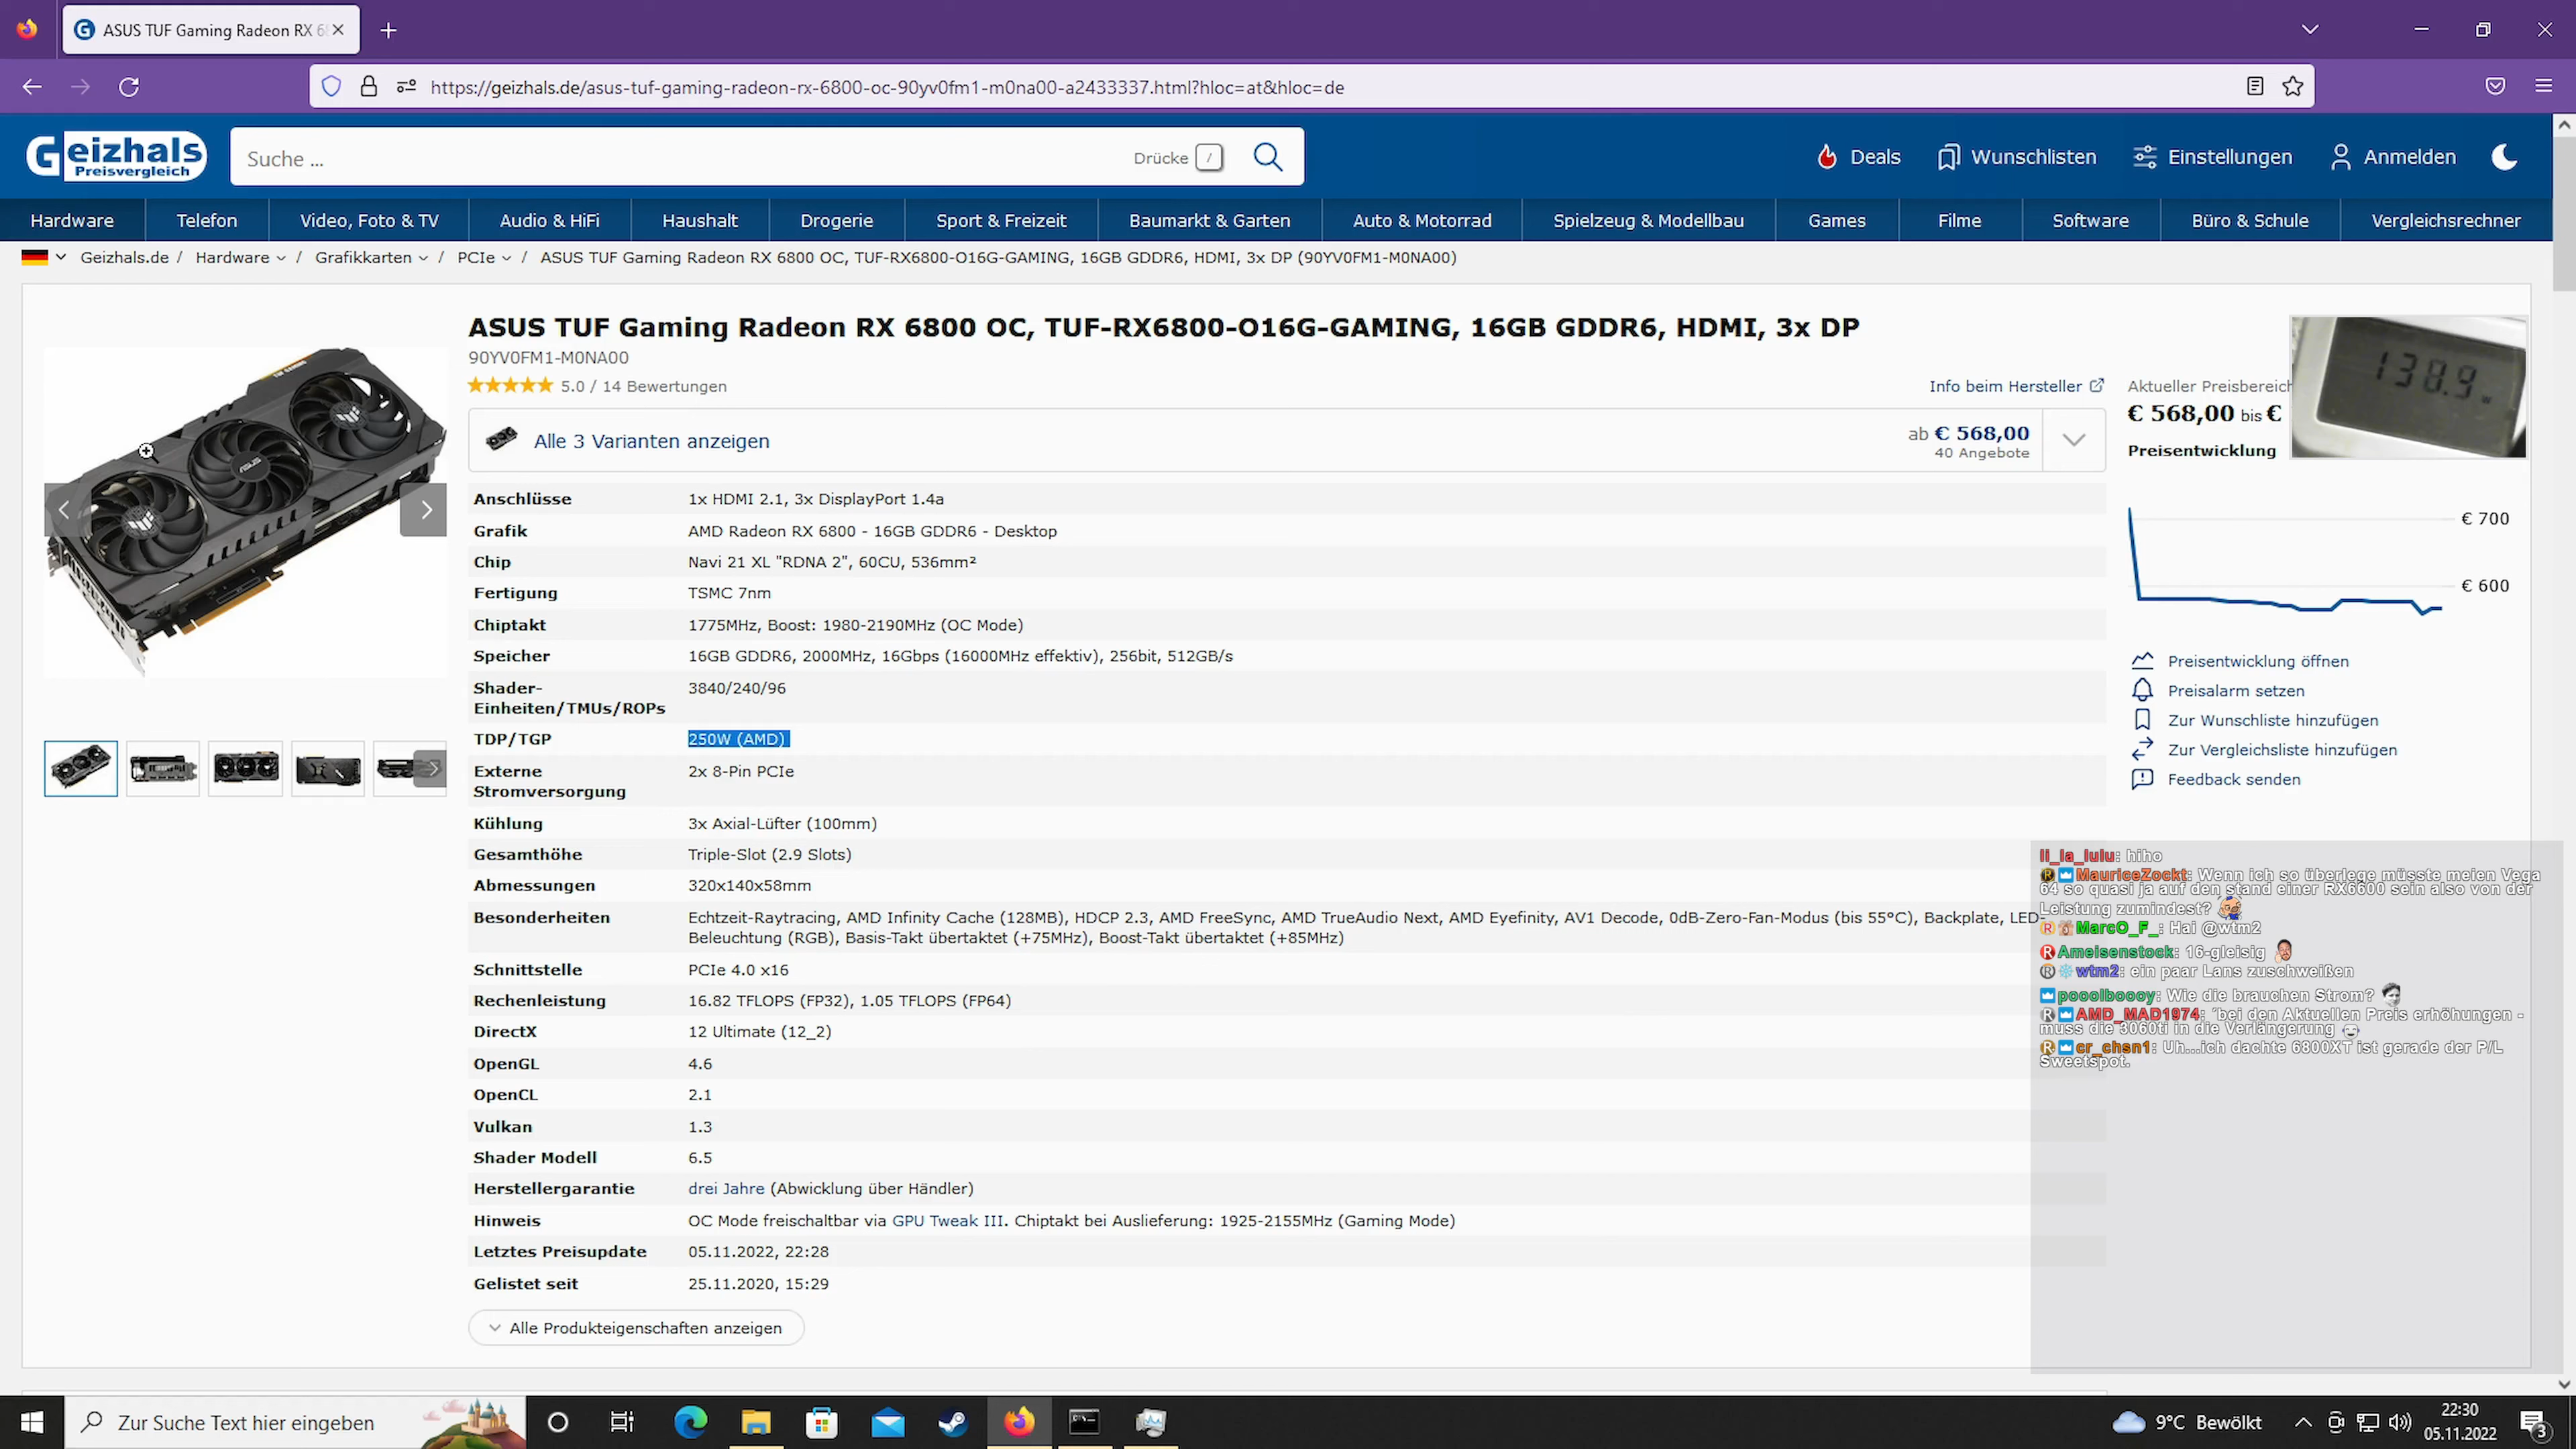 ASUS TUF Gaming Radeon RX 6
https://geizhals.de/asus-tuf-gaming-radeon-rx-6800-oc-90yv0fm1-m0na00-a2433337.html?hloc=at&hloc=de
Geizhals
Preisvergleich
Suche ...
Drücke /
Deals
Wunschlisten
Einstellungen
Anmelden
Hardware
Telefon
Video, Foto & TV
Audio & HiFi
Haushalt
Drogerie
Sport & Freizeit
Baumarkt & Garten
Auto & Motorrad
Spielzeug & Modellbau
Games
Filme
Software
Büro & Schule
Vergleichsrechner
Geizhals.de / Hardware / Grafikkarten / PCIe / ASUS TUF Gaming Radeon RX 6800 OC, TUF-RX6800-O16G-GAMING, 16GB GDDR6, HDMI, 3x DP (90YV0FM1-M0NA00)
ASUS TUF Gaming Radeon RX 6800 OC, TUF-RX6800-O16G-GAMING, 16GB GDDR6, HDMI, 3x DP
90YV0FM1-M0NA00
5.0 / 14 Bewertungen
Info beim Hersteller
Alle 3 Varianten anzeigen
ab € 568,00
40 Angebote
Anschlüsse 1x HDMI 2.1, 3x DisplayPort 1.4a
Grafik AMD Radeon RX 6800 - 16GB GDDR6 - Desktop
Chip Navi 21 XL "RDNA 2", 60CU, 536mm²
Fertigung TSMC 7nm
Chiptakt 1775MHz, Boost: 1980-2190MHz (OC Mode)
Speicher 16GB GDDR6, 2000MHz, 16Gbps (16000MHz effektiv), 256bit, 512GB/s
Shader- 3840/240/96
Einheiten/TMUs/ROPs
TDP/TGP 250W (AMD)
Externe 2x 8-Pin PCIe
Stromversorgung
Kühlung 3x Axial-Lüfter (100mm)
Gesamthöhe Triple-Slot (2.9 Slots)
Abmessungen 320x140x58mm
Besonderheiten Echtzeit-Raytracing, AMD Infinity Cache (128MB), HDCP 2.3, AMD FreeSync, AMD TrueAudio Next, AMD Eyefinity, AV1 Decode, 0dB-Zero-Fan-Modus (bis 55°C), Backplate, LED-
Beleuchtung (RGB), Basis-Takt übertaktet (+75MHz), Boost-Takt übertaktet (+85MHz)
Schnittstelle PCIe 4.0 x16
Rechenleistung 16.82 TFLOPS (FP32), 1.05 TFLOPS (FP64)
DirectX 12 Ultimate (12_2)
OpenGL 4.6
OpenCL 2.1
Vulkan 1.3
Shader Modell 6.5
Herstellergarantie drei Jahre (Abwicklung über Händler)
Hinweis OC Mode freischaltbar via GPU Tweak III. Chiptakt bei Auslieferung: 1925-2155MHz (Gaming Mode)
Letztes Preisupdate 05.11.2022, 22:28
Gelistet seit 25.11.2020, 15:29
Alle Produkteigenschaften anzeigen
Aktueller Preisbereich
€ 568,00 bis €
Preisentwicklung
138.9 w
€ 700
€ 600
Preisentwicklung öffnen
Preisalarm setzen
Zur Wunschliste hinzufügen
Zur Vergleichsliste hinzufügen
Feedback senden
li_la_lulu: hiho
MauriceZockt: Wenn ich so überlege müsste meien Vega
64 so quasi ja auf den stand einer RX6600 sein also von der
Leistung zumindest?
MarcO_F_: Hai @wtm2
Ameisenstock: 16-gleisig
wtm2: ein paar Lans zuschweißen
pooolboooy: Wie die brauchen Strom?
AMD_MAD1974: ´bei den Aktuellen Preis erhöhungen -
muss die 3060ti in die Verlängerung
cr_chsn1: Uh...ich dachte 6800XT ist gerade der P/L
Sweetspot.
Zur Suche Text hier eingeben
9°C Bewölkt
22:30
05.11.2022
3